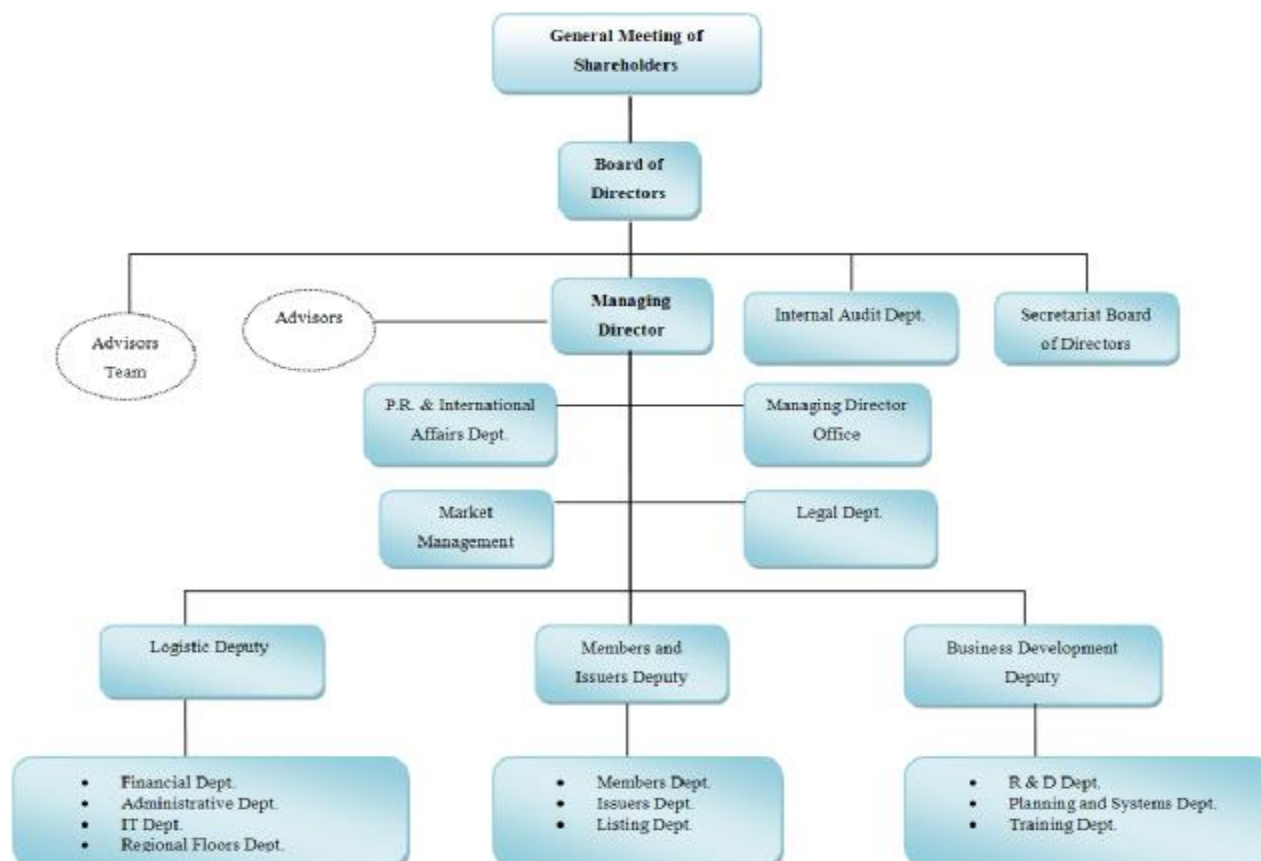 General Meeting of
Shareholders
Board of
Directors
Advisors
Team
Advisors
Managing
Director
Internal Audit Dept.
Secretariat Board
of Directors
P.R. & International
Affairs Dept.
Managing Director
Office
Market
Management
Legal Dept.
Logistic Deputy
Members and
Issuers Deputy
Business Development
Deputy
• Financial Dept.
• Administrative Dept.
• IT Dept.
• Regional Floors Dept.
• Members Dept.
• Issuers Dept.
• Listing Dept.
• R & D Dept.
• Planning and Systems Dept.
• Training Dept.